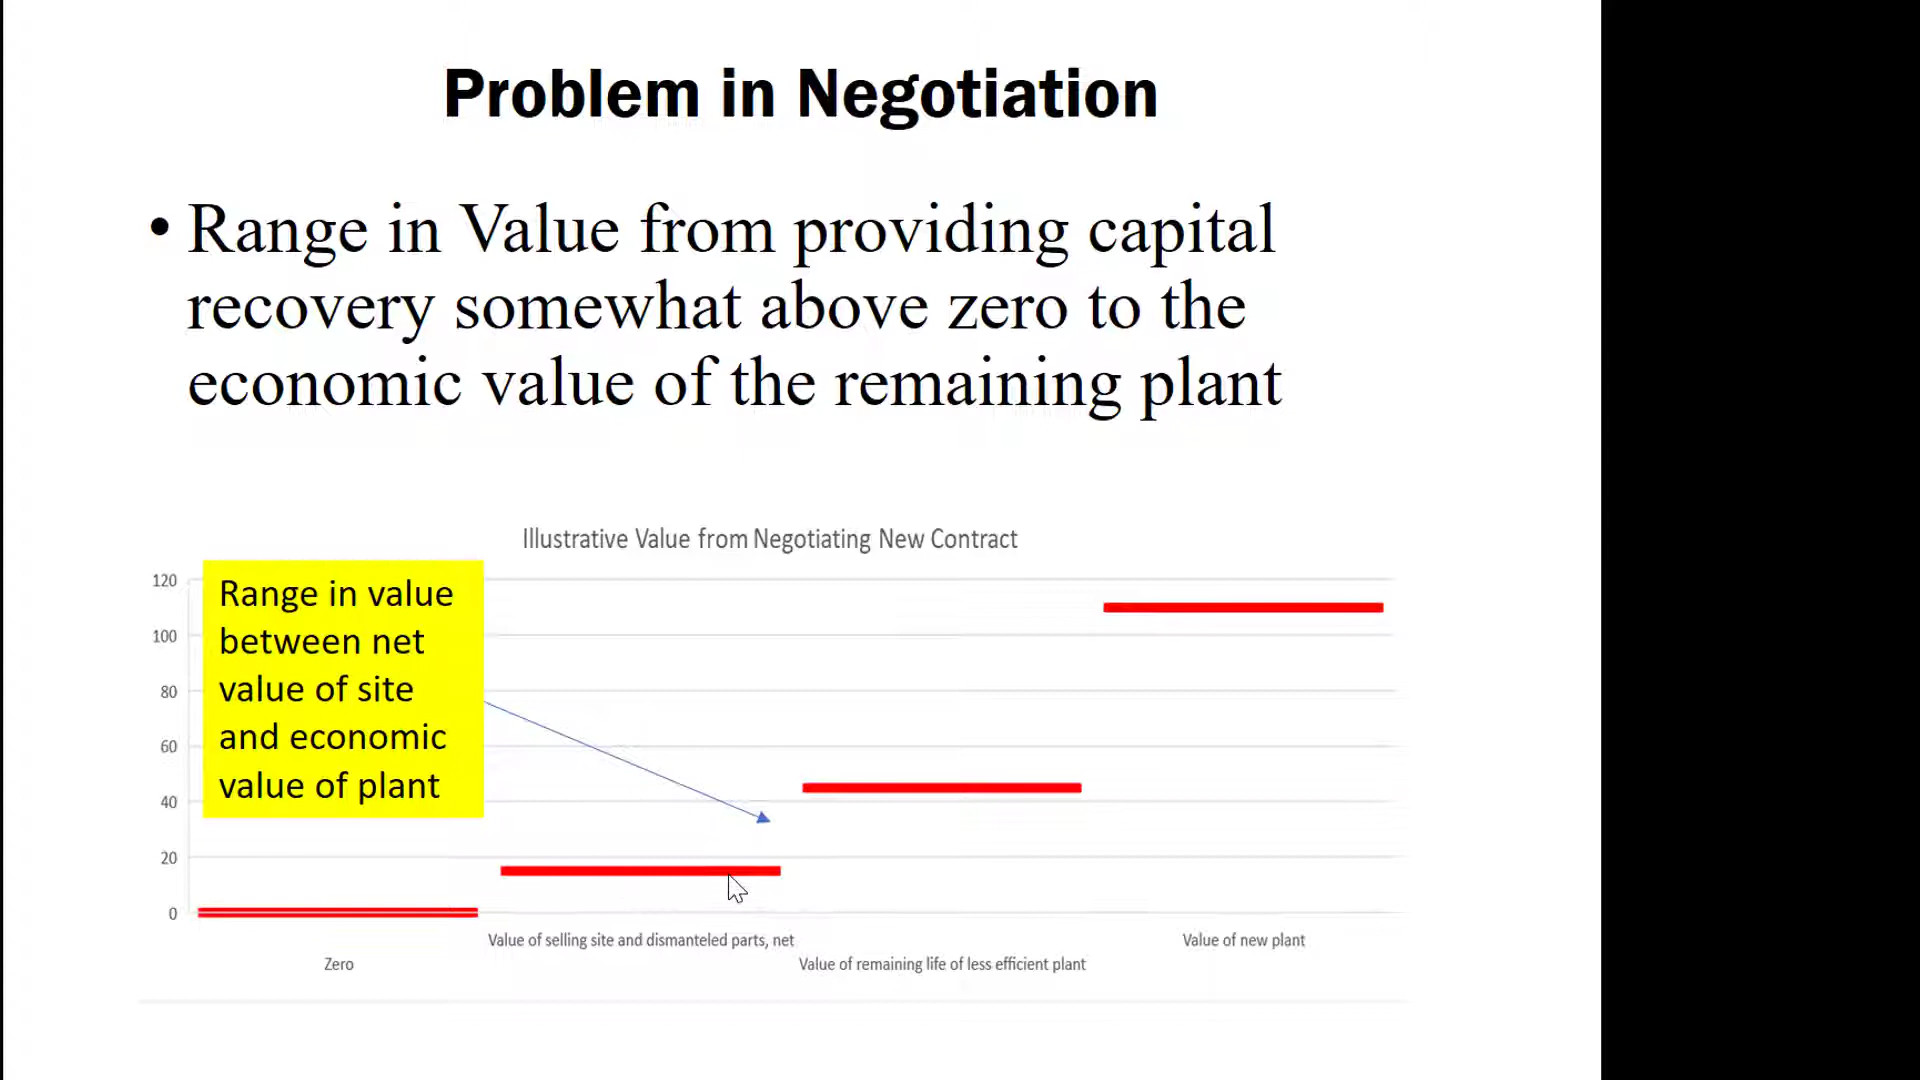 Problem in Negotiation
• Range in Value from providing capital
recovery somewhat above zero to the
economic value of the remaining plant
Illustrative Value from Negotiating New Contract
Range in value
between net
value of site
and economic
value of plant
120
100
80
60
40
20
0
Value of selling site and dismanteled parts, net
Value of new plant
Zero
Value of remaining life of less efficient plant